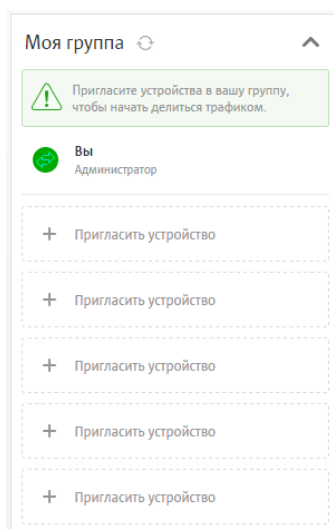 Моя группа
Пригласите устройства в вашу группу,
чтобы начать делиться трафиком.
Вы
Администратор
Пригласить устройство
Пригласить устройство
Пригласить устройство
Пригласить устройство
Пригласить устройство